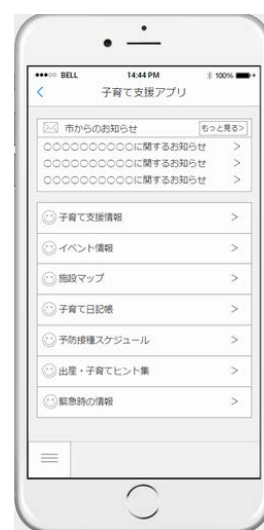 BELL 14:44 PM 100%
子育て支援アプリ
市からのお知らせ もっと見る>
○○○○○○○○○○に関するお知らせ >
○○○○○○○○○○に関するお知らせ >
○○○○○○○○○○に関するお知らせ >
子育て支援情報 >
イベント情報 >
施設マップ >
子育て日記帳 >
予防接種スケジュール >
出産・子育てヒント集 >
緊急時の情報 >